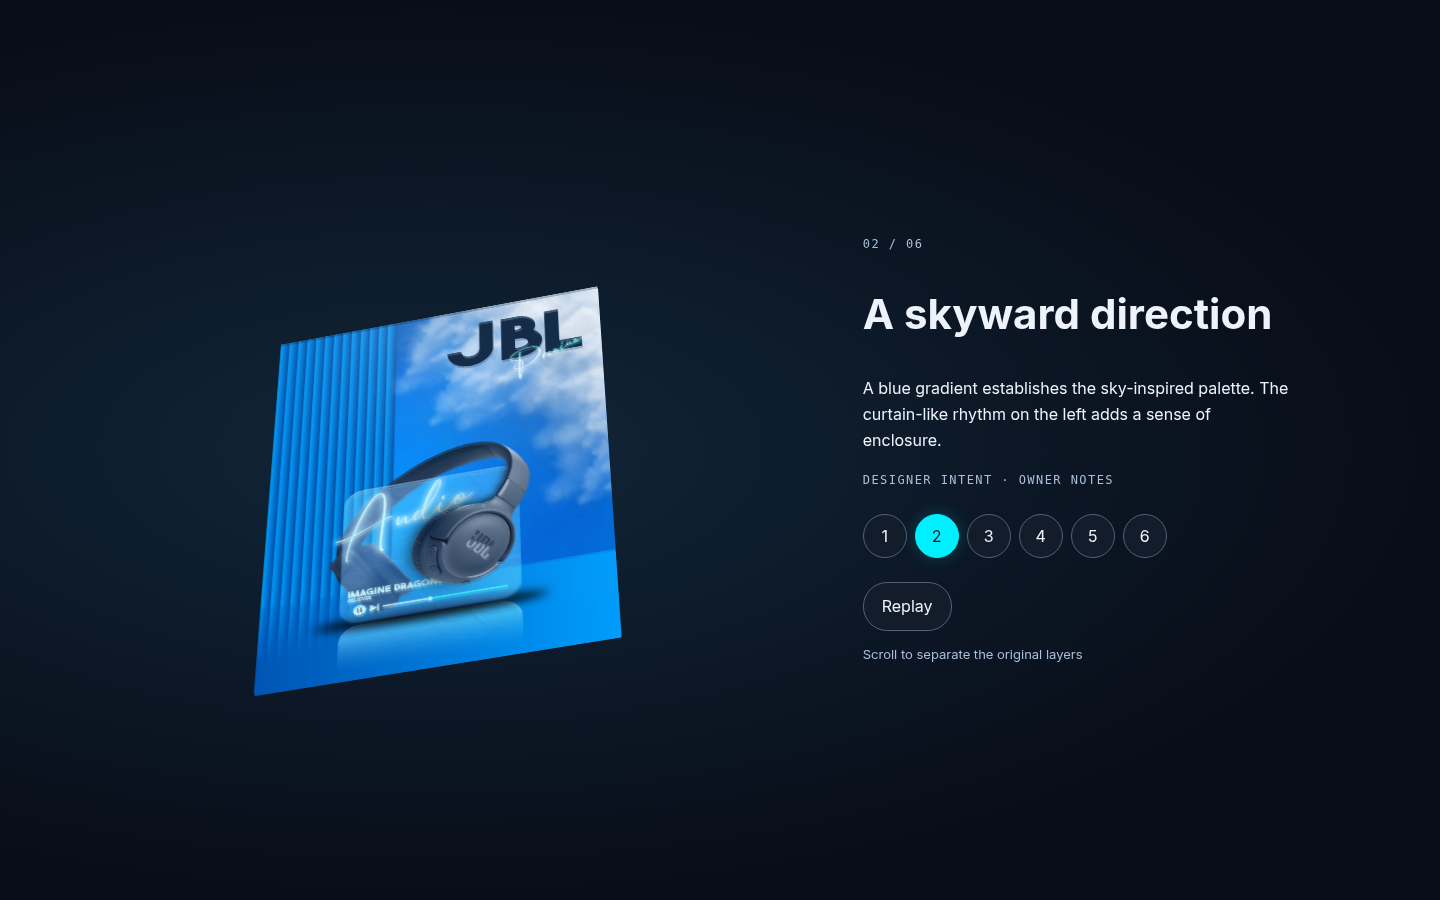 02 / 06
A skyward direction
A blue gradient establishes the sky-inspired palette. The
curtain-like rhythm on the left adds a sense of
enclosure.
DESIGNER INTENT · OWNER NOTES
1 2 3 4 5 6
Replay
Scroll to separate the original layers
JBL
Audio
JBL
IMAGINE DRAGONS